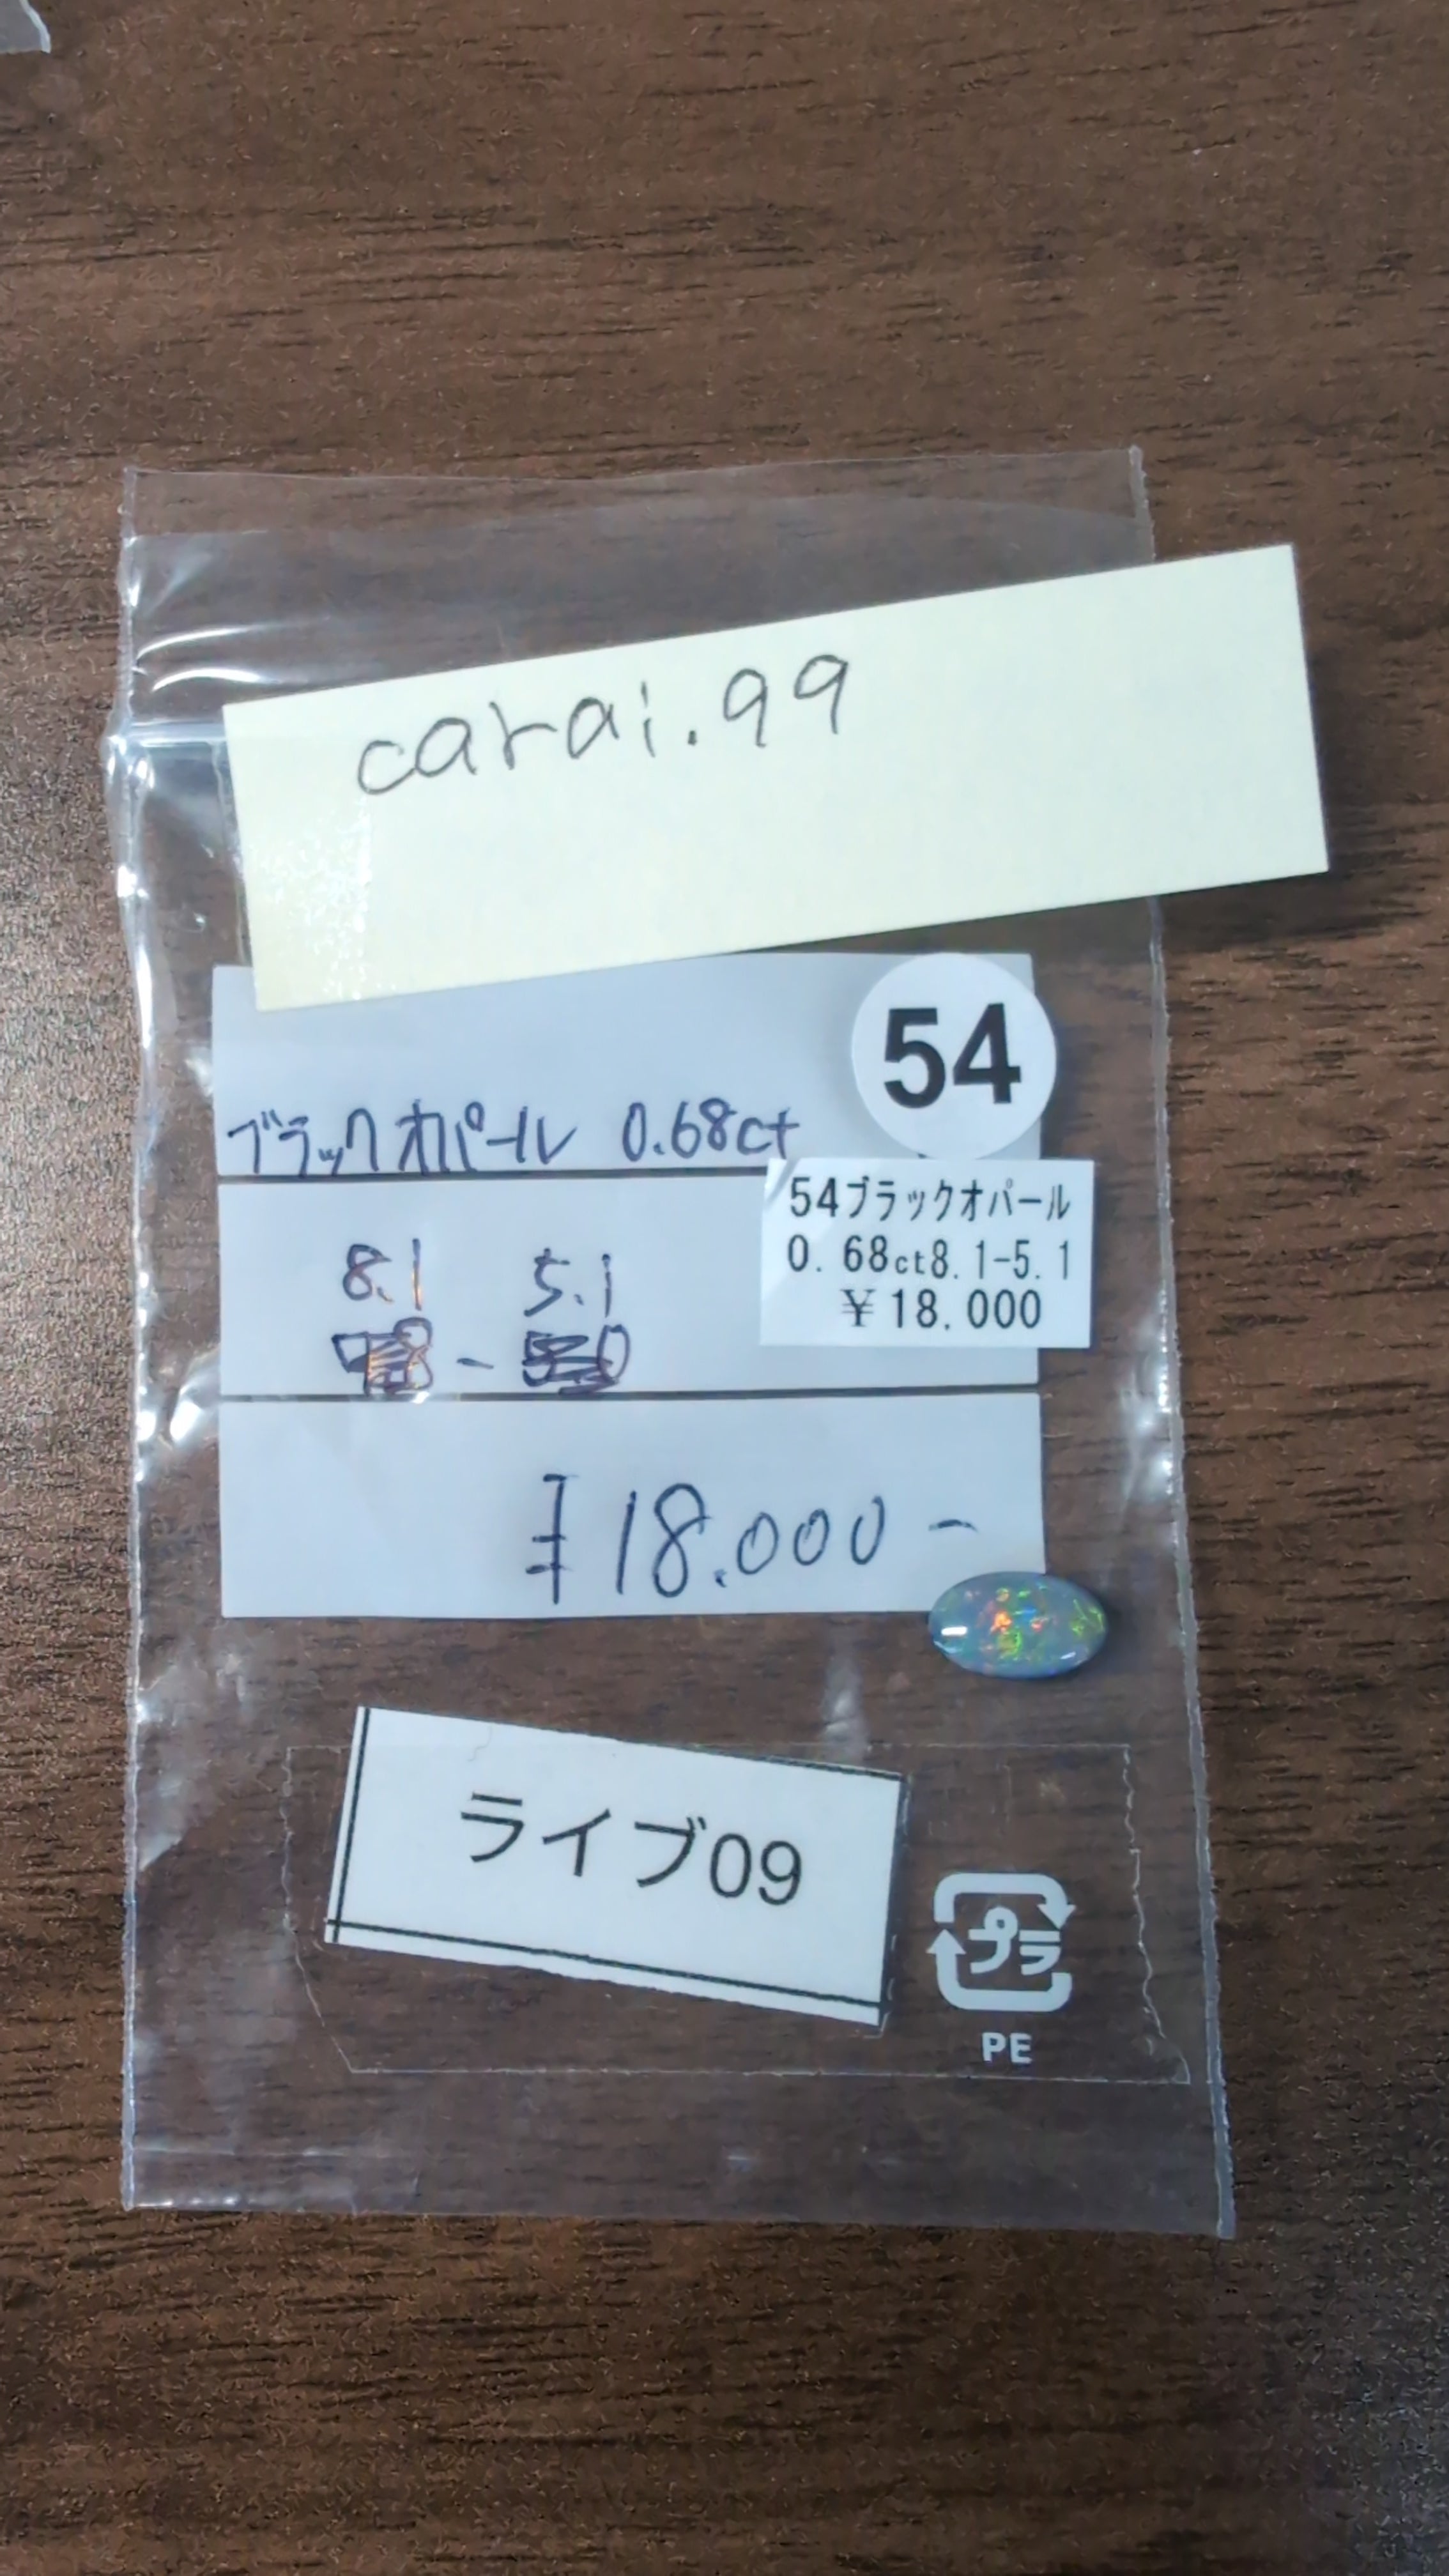 carai.99
54
ブラックオパール 0.68ct
54ブラックオパール
0.68ct8.1-5.1
¥18.000
8.1 5.1
-
¥18.000-
ライブ09
プラ
PE